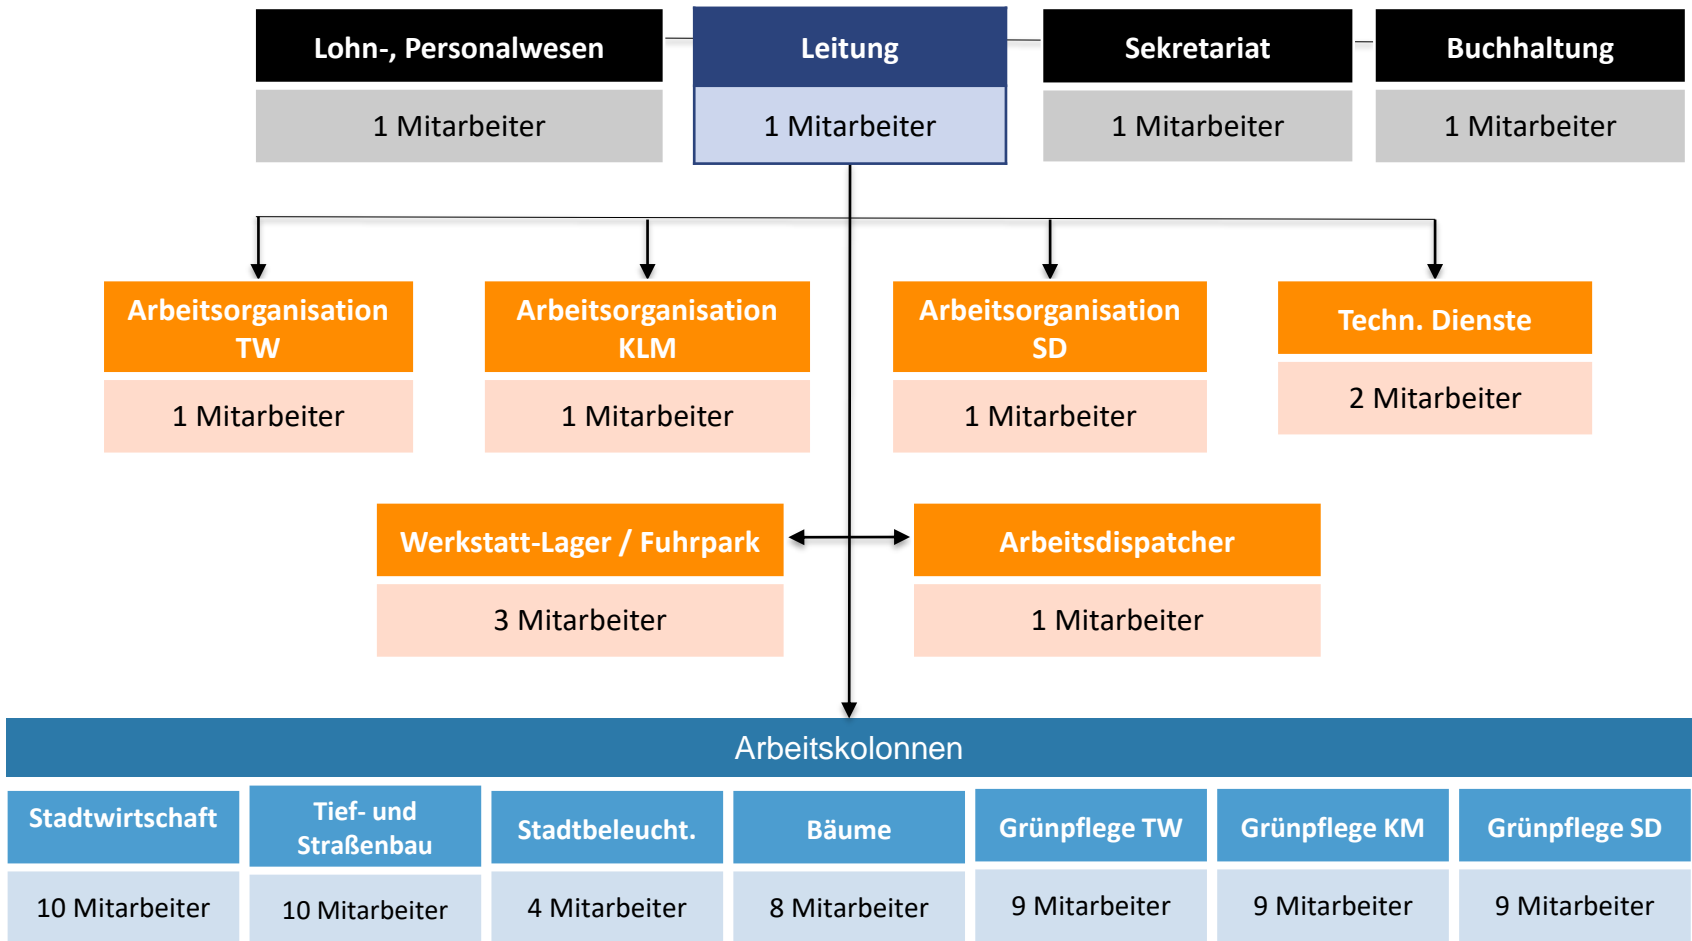 Lohn-, Personalwesen
1 Mitarbeiter
Leitung
1 Mitarbeiter
Sekretariat
1 Mitarbeiter
Buchhaltung
1 Mitarbeiter
Arbeitsorganisation
TW
1 Mitarbeiter
Arbeitsorganisation
KLM
1 Mitarbeiter
Arbeitsorganisation
SD
1 Mitarbeiter
Techn. Dienste
2 Mitarbeiter
Werkstatt-Lager / Fuhrpark
3 Mitarbeiter
Arbeitsdispatcher
1 Mitarbeiter
Arbeitskolonnen
Stadtwirtschaft
10 Mitarbeiter
Tief- und
Straßenbau
10 Mitarbeiter
Stadtbeleucht.
4 Mitarbeiter
Bäume
8 Mitarbeiter
Grünpflege TW
9 Mitarbeiter
Grünpflege KM
9 Mitarbeiter
Grünpflege SD
9 Mitarbeiter